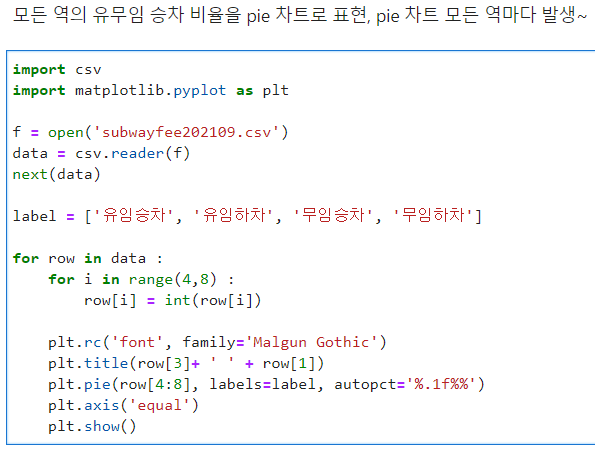 모든 역의 유무임 승차 비율을 pie 차트로 표현, pie 차트 모든 역마다 발생~
import csv
import matplotlib.pyplot as plt

f = open('subwayfee202109.csv')
data = csv.reader(f)
next(data)

label = ['유임승차', '유임하차', '무임승차', '무임하차']

for row in data :
    for i in range(4,8) :
        row[i] = int(row[i])

    plt.rc('font', family='Malgun Gothic')
    plt.title(row[3]+ ' ' + row[1])
    plt.pie(row[4:8], labels=label, autopct='%.1f%%')
    plt.axis('equal')
    plt.show()